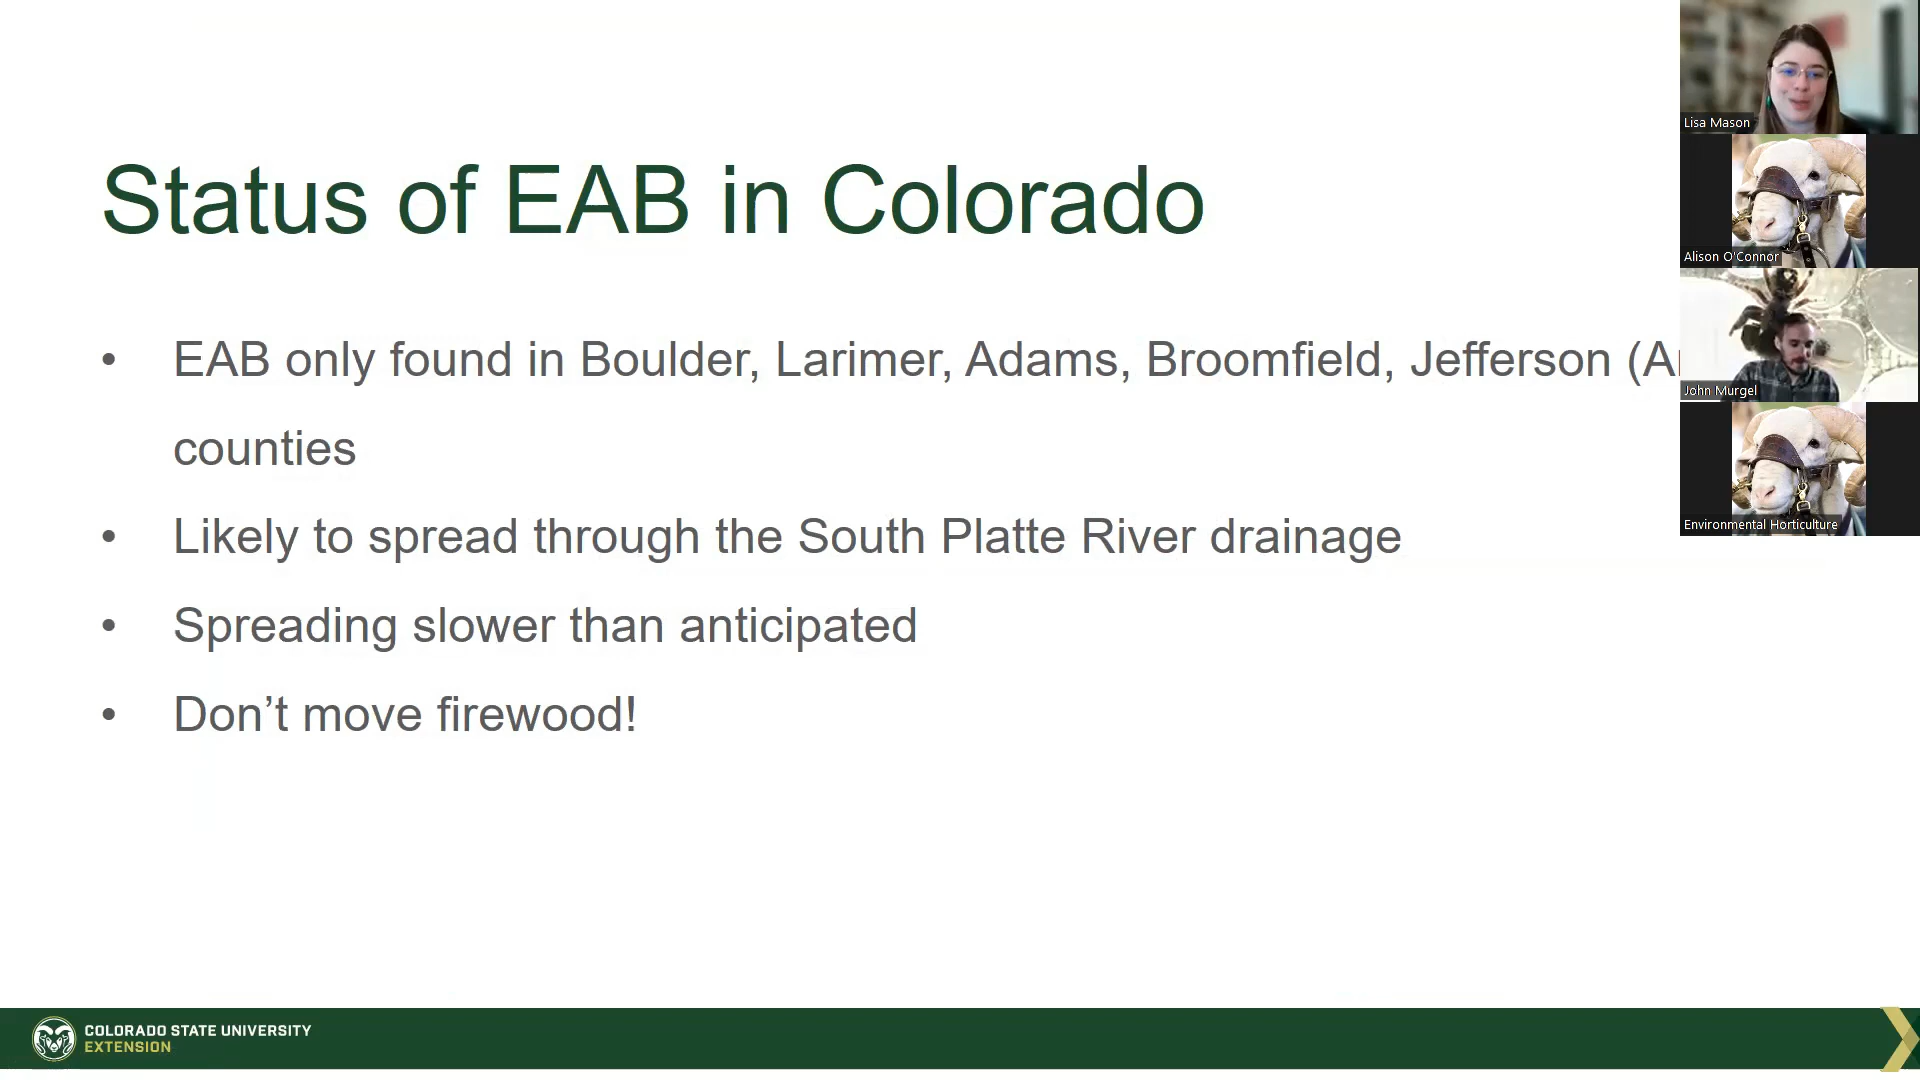 Status of EAB in Colorado
• EAB only found in Boulder, Larimer, Adams, Broomfield, Jefferson
counties
• Likely to spread through the South Platte River drainage
• Spreading slower than anticipated
• Don’t move firewood!
Lisa Mason
Alison O'Connor
John Murgel
Environmental Horticulture
COLORADO STATE UNIVERSITY
EXTENSION